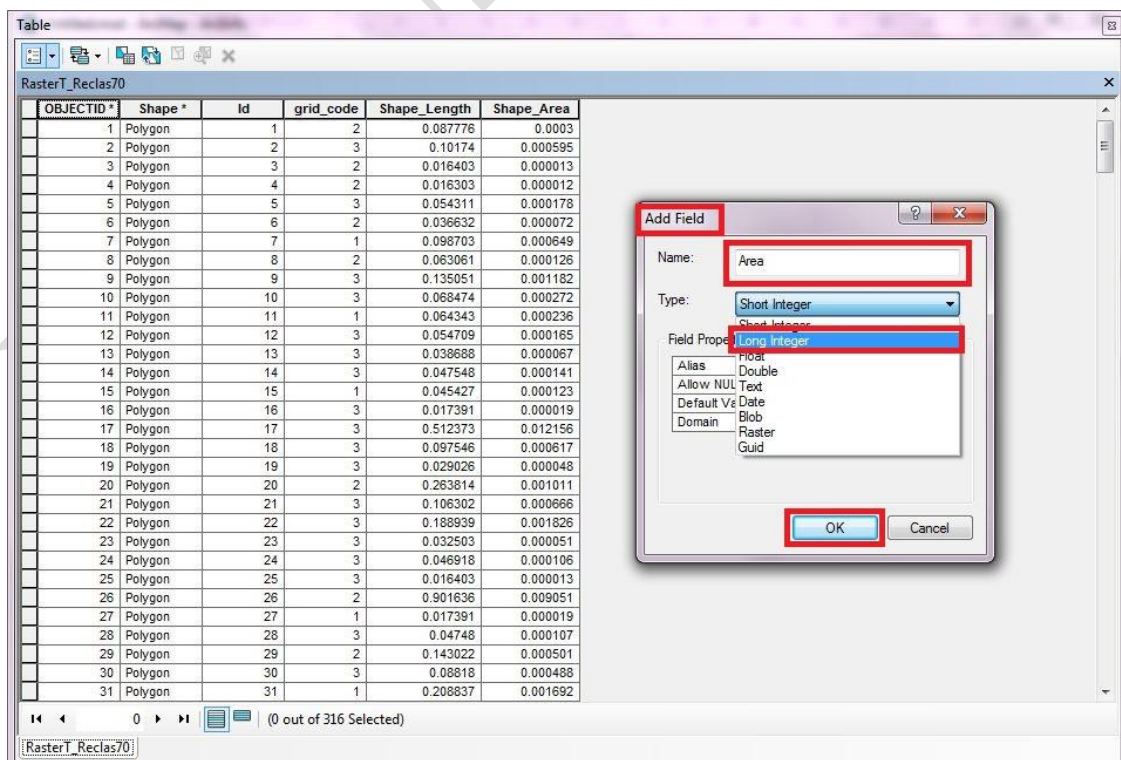 Table
RasterT_Reclas70
OBJECTID * Shape * Id grid_code Shape_Length Shape_Area
1 Polygon 1 2 0.087776 0.0003
2 Polygon 2 3 0.10174 0.000595
3 Polygon 3 2 0.016403 0.000013
4 Polygon 4 2 0.016303 0.000012
5 Polygon 5 3 0.054311 0.000178
6 Polygon 6 2 0.036632 0.000072
7 Polygon 7 1 0.098703 0.000649
8 Polygon 8 2 0.063061 0.000126
9 Polygon 9 3 0.135051 0.001182
10 Polygon 10 3 0.068474 0.000272
11 Polygon 11 1 0.064343 0.000236
12 Polygon 12 3 0.054709 0.000165
13 Polygon 13 3 0.038688 0.000067
14 Polygon 14 3 0.047548 0.000141
15 Polygon 15 1 0.045427 0.000123
16 Polygon 16 3 0.017391 0.000019
17 Polygon 17 3 0.512373 0.012156
18 Polygon 18 3 0.097546 0.000617
19 Polygon 19 3 0.029026 0.000048
20 Polygon 20 2 0.263814 0.001011
21 Polygon 21 3 0.106302 0.000666
22 Polygon 22 3 0.188939 0.001826
23 Polygon 23 3 0.032503 0.000051
24 Polygon 24 3 0.046918 0.000106
25 Polygon 25 3 0.016403 0.000013
26 Polygon 26 2 0.901636 0.009051
27 Polygon 27 1 0.017391 0.000019
28 Polygon 28 3 0.04748 0.000107
29 Polygon 29 2 0.143022 0.000501
30 Polygon 30 3 0.08818 0.000488
31 Polygon 31 1 0.208837 0.001692
0 (0 out of 316 Selected)
RasterT_Reclas70
Add Field
Name: Area
Type: Short Integer
Short Integer
Field Prope Long Integer
Float
Alias Double
Allow NUL Text
Default Va Date
Domain Blob
Raster
Guid
OK Cancel